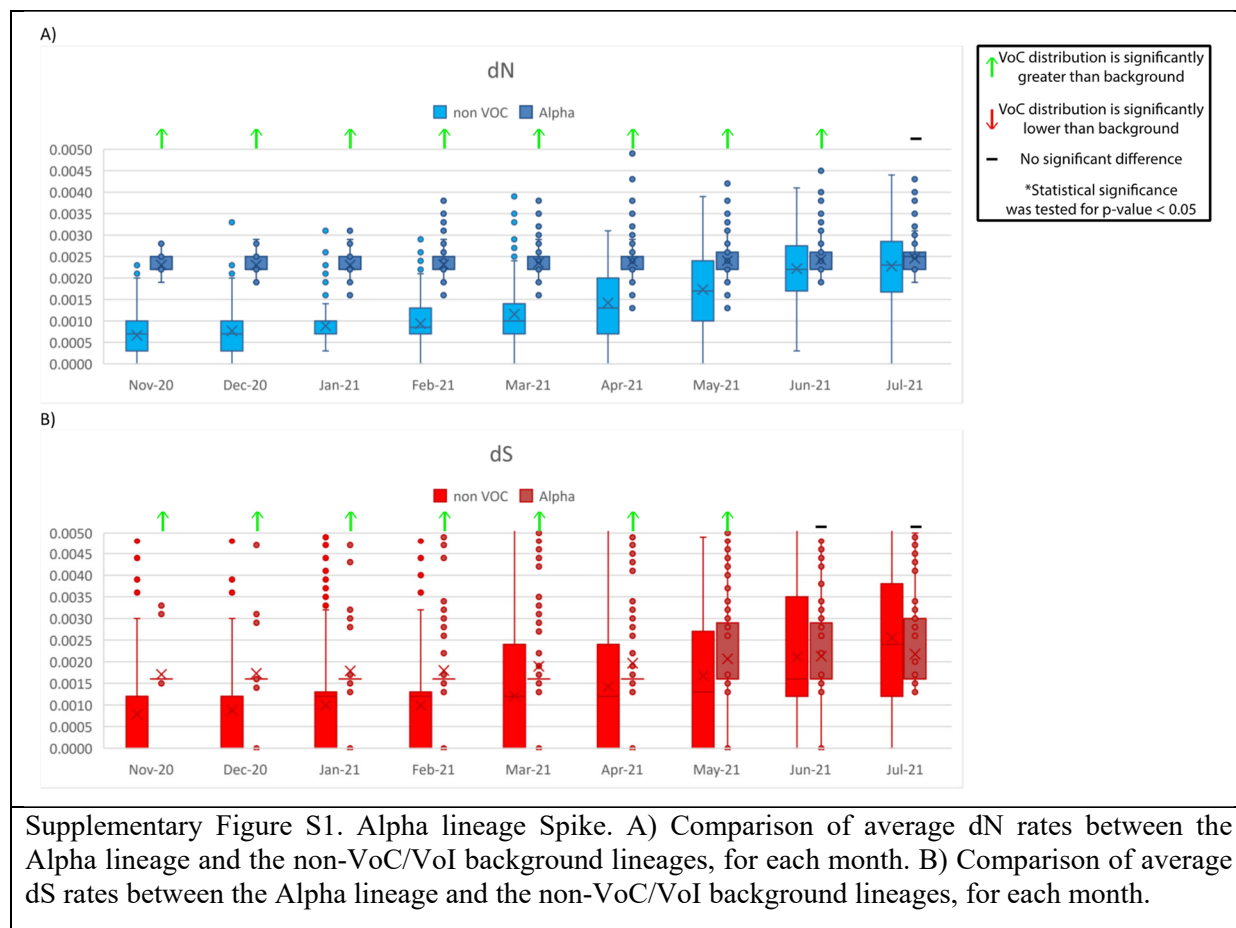 A)
dN
non VOC Alpha
0.0050
0.0045
0.0040
0.0035
0.0030
0.0025
0.0020
0.0015
0.0010
0.0005
0.0000
Nov-20 Dec-20 Jan-21 Feb-21 Mar-21 Apr-21 May-21 Jun-21 Jul-21
VoC distribution is significantly
greater than background
VoC distribution is significantly
lower than background
No significant difference
*Statistical significance
was tested for p-value < 0.05
B)
dS
non VOC Alpha
0.0050
0.0045
0.0040
0.0035
0.0030
0.0025
0.0020
0.0015
0.0010
0.0005
0.0000
Nov-20 Dec-20 Jan-21 Feb-21 Mar-21 Apr-21 May-21 Jun-21 Jul-21
Supplementary Figure S1. Alpha lineage Spike. A) Comparison of average dN rates between the
Alpha lineage and the non-VoC/VoI background lineages, for each month. B) Comparison of average
dS rates between the Alpha lineage and the non-VoC/VoI background lineages, for each month.